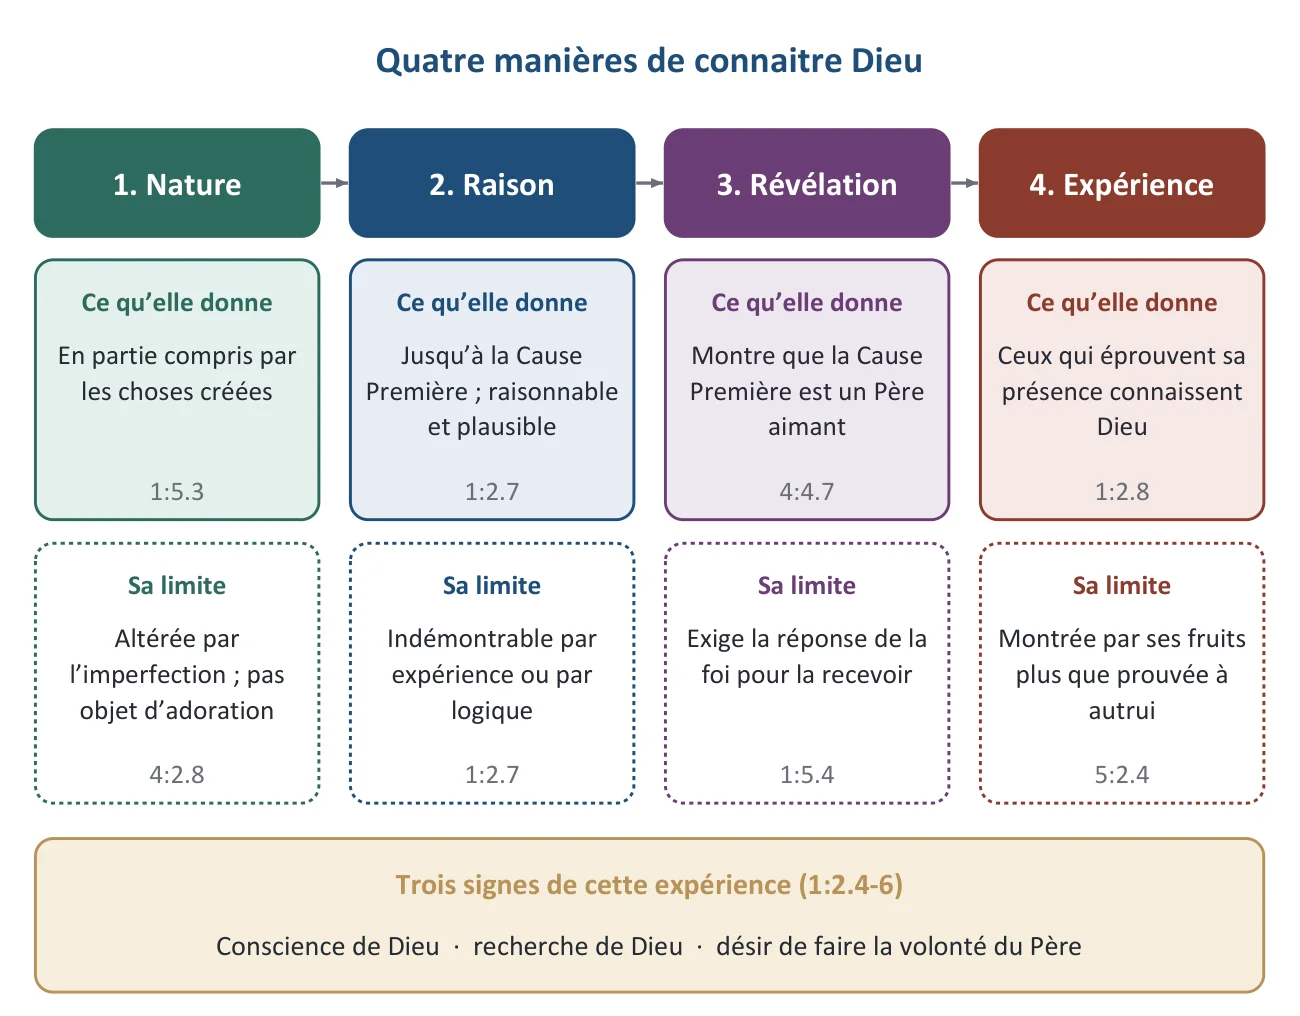 Quatre manières de connaitre Dieu
1. Nature
2. Raison
3. Révélation
4. Expérience
Ce qu’elle donne
En partie compris par
les choses créées
1:5.3
Ce qu’elle donne
Jusqu’à la Cause
Première ; raisonnable
et plausible
1:2.7
Ce qu’elle donne
Montre que la Cause
Première est un Père
aimant
4:4.7
Ce qu’elle donne
Ceux qui éprouvent sa
présence connaissent
Dieu
1:2.8
Sa limite
Altérée par
l’imperfection ; pas
objet d’adoration
4:2.8
Sa limite
Indémontrable par
expérience ou par
logique
1:2.7
Sa limite
Exige la réponse de la
foi pour la recevoir
1:5.4
Sa limite
Montrée par ses fruits
plus que prouvée à
autrui
5:2.4
Trois signes de cette expérience (1:2.4-6)
Conscience de Dieu · recherche de Dieu · désir de faire la volonté du Père